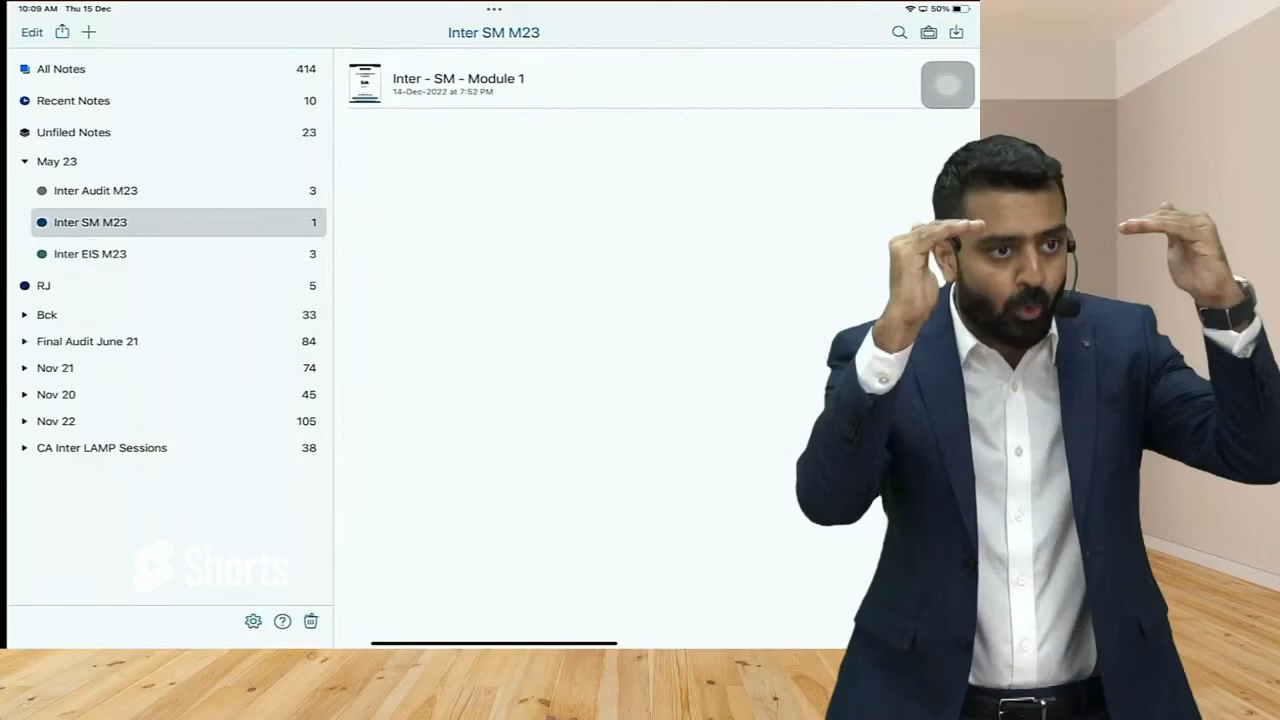 10:09 AM Thu 15 Dec
50%
Edit
Inter SM M23
All Notes 414
Recent Notes 10
Unfiled Notes 23
May 23
Inter Audit M23 3
Inter SM M23 1
Inter EIS M23 3
RJ 5
Bck 33
Final Audit June 21 84
Nov 21 74
Nov 20 45
Nov 22 105
CA Inter LAMP Sessions 38
Inter - SM - Module 1
14-Dec-2022 at 7:52 PM
Shorts